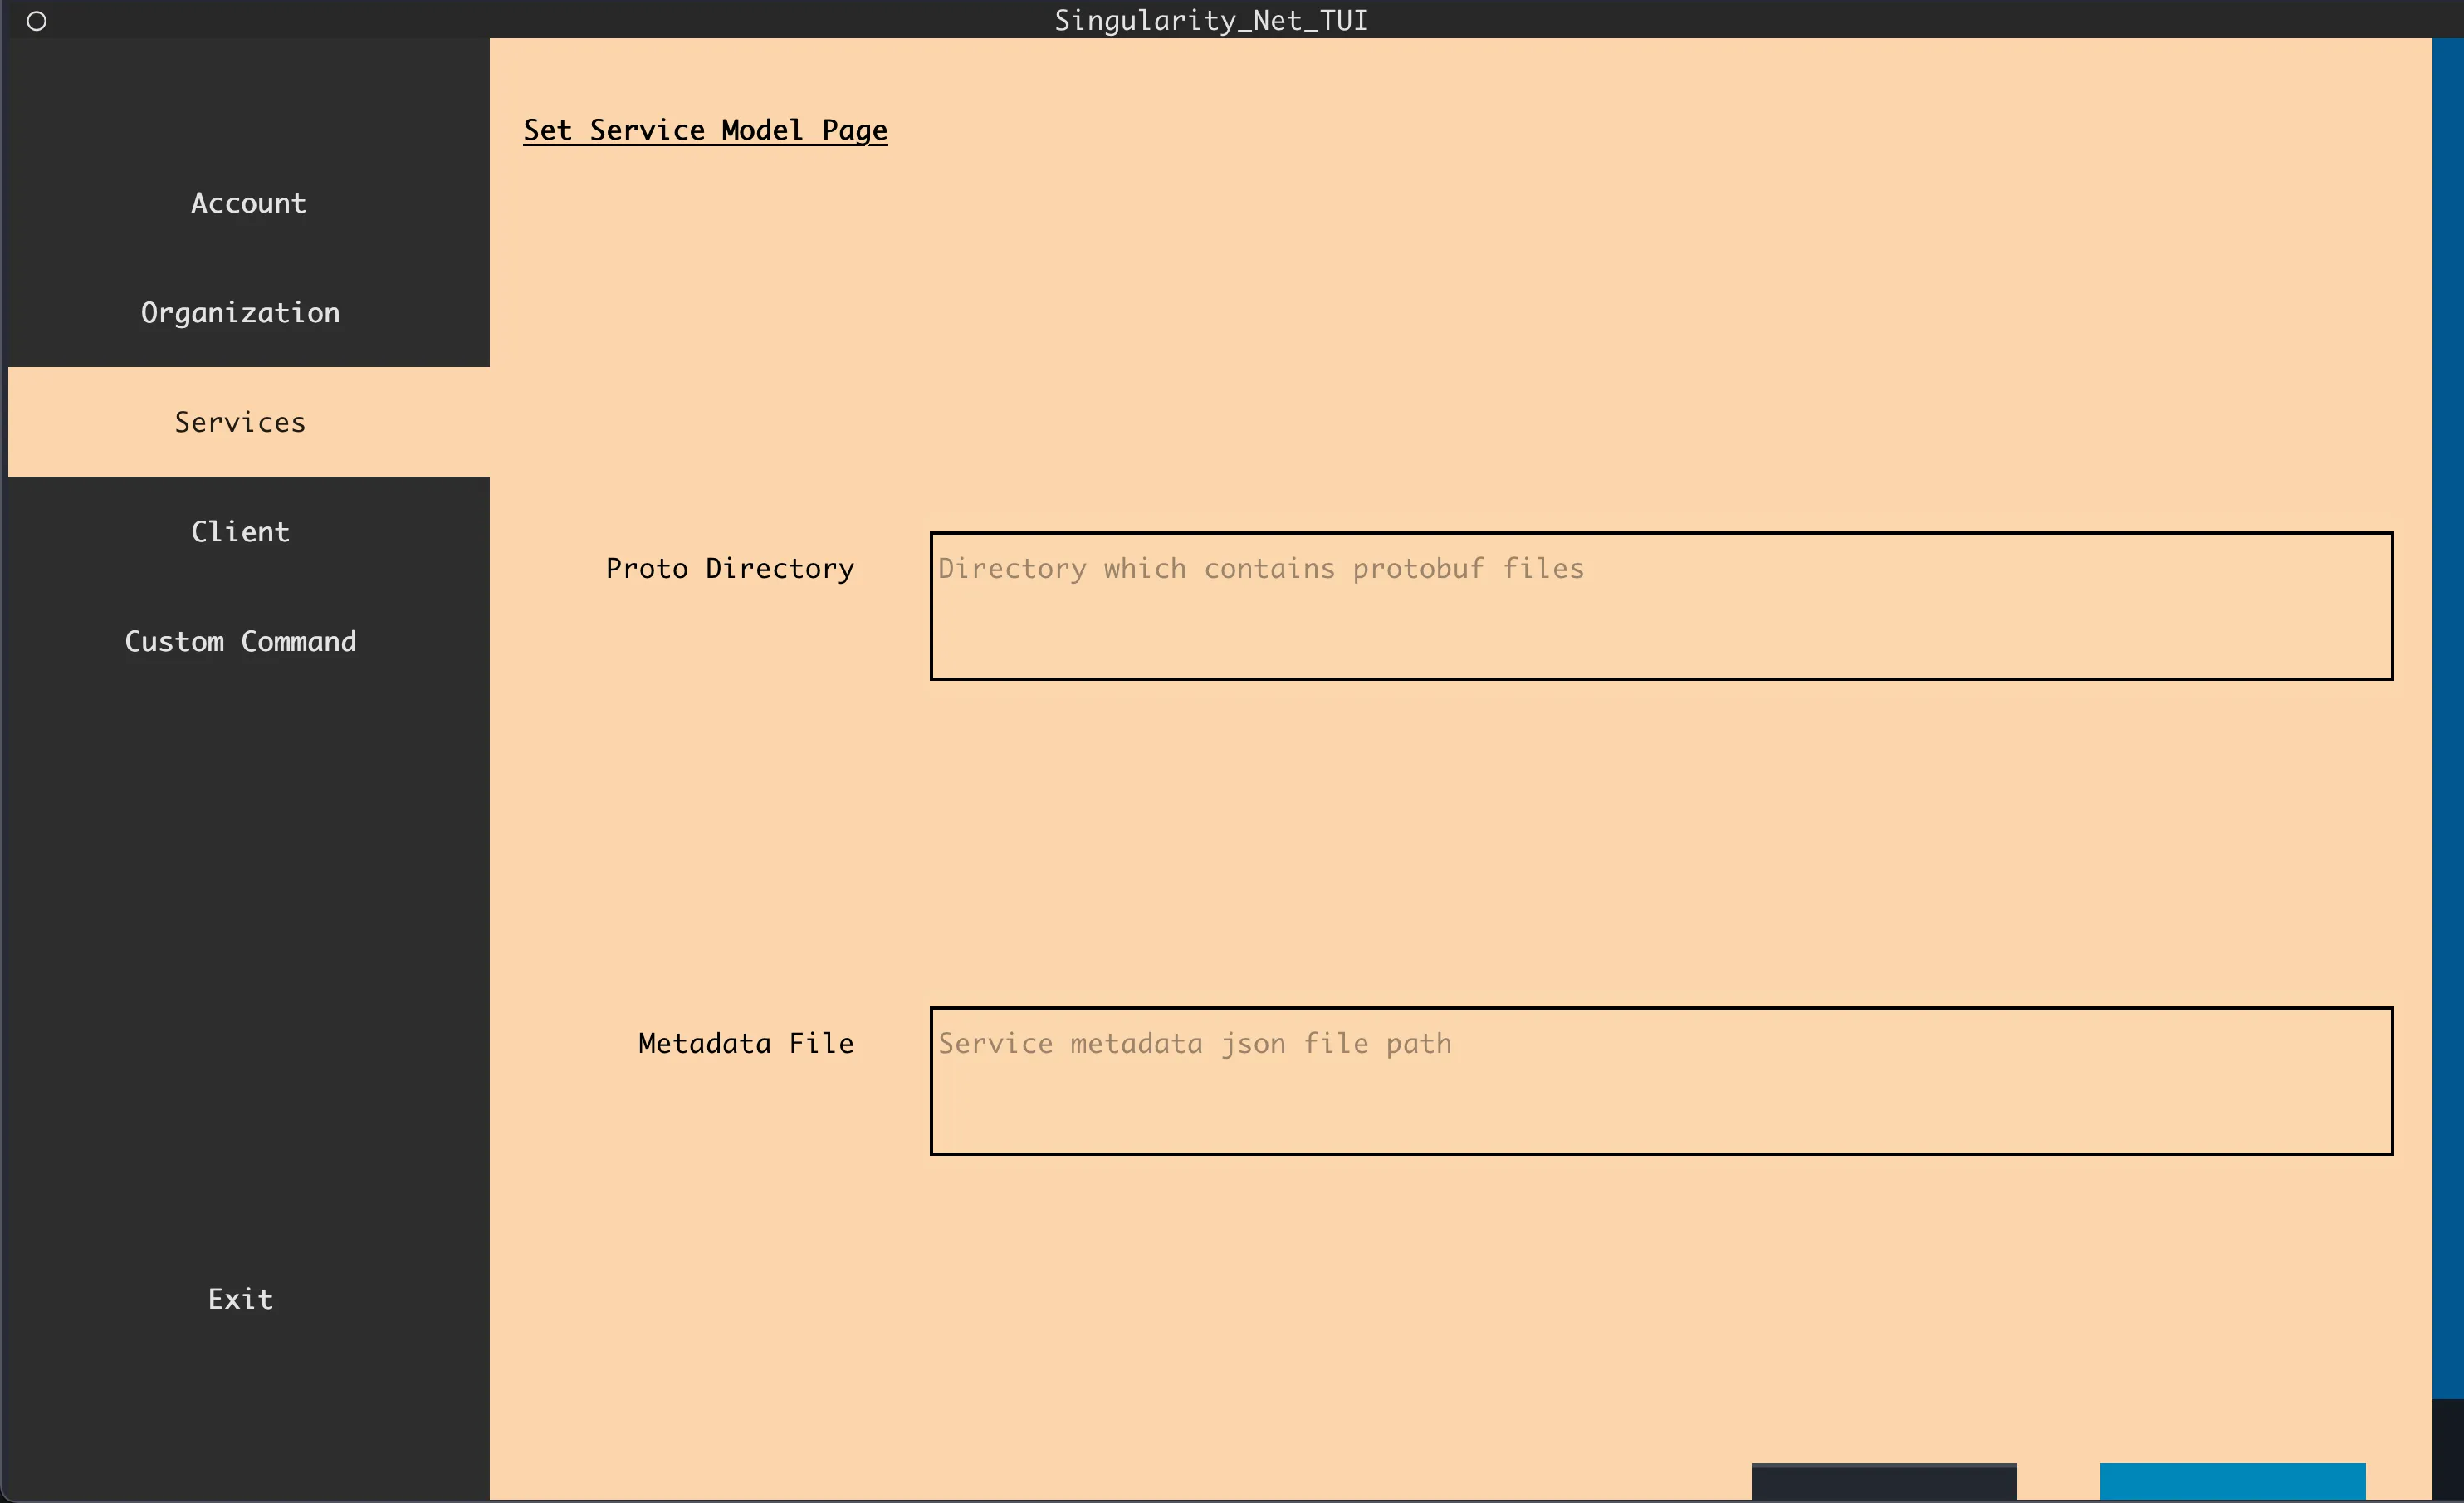 Singularity_Net_TUI
Set Service Model Page
Account
Organization
Services
Client
Custom Command
Exit
Proto Directory
Directory which contains protobuf files
Metadata File
Service metadata json file path